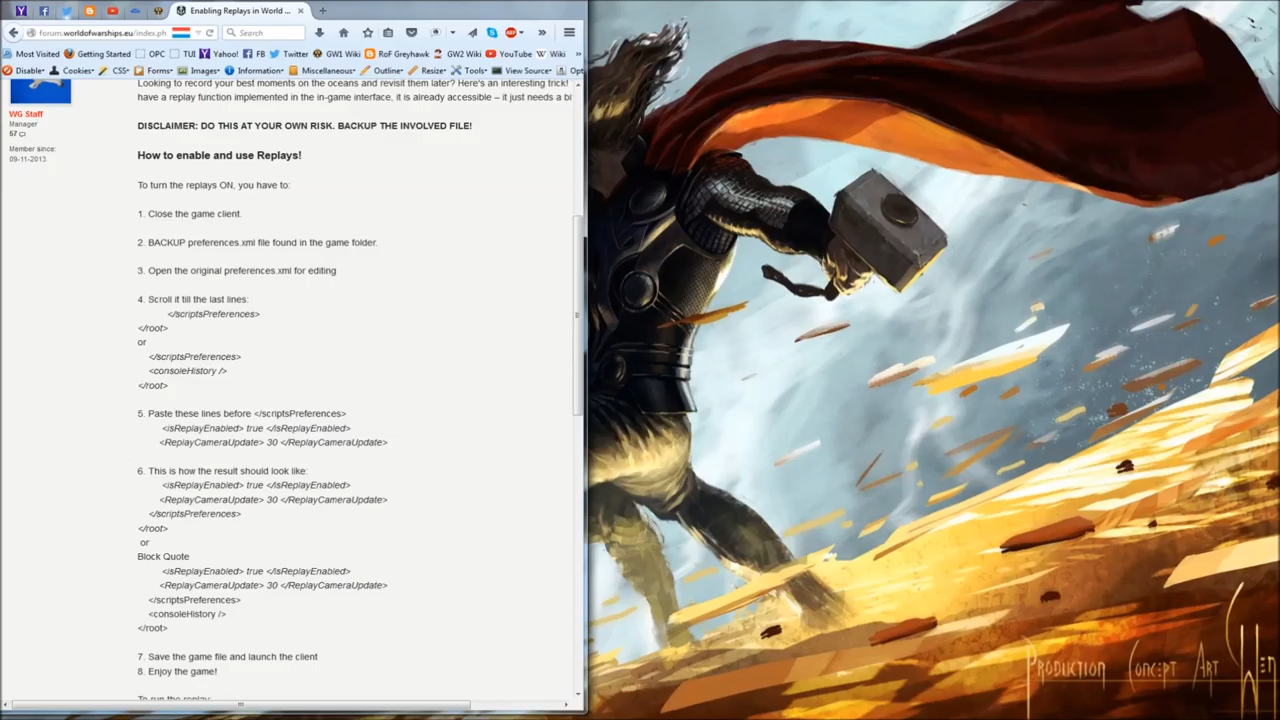 Enabling Replays in World ...
forum.worldofwarships.eu/index.ph
Search
Most Visited Getting Started OPC TUI Yahoo! FB Twitter GW1 Wiki RoF Greyhawk GW2 Wiki YouTube Wiki
Disable Cookies CSS Forms Images Information Miscellaneous Outline Resize Tools View Source Opt
Looking to record your best moments on the oceans and revisit them later? Here's an interesting trick!
have a replay function implemented in the in-game interface, it is already accessible – it just needs a bi
WG Staff
Manager
57
Member since:
09-11-2013
DISCLAIMER: DO THIS AT YOUR OWN RISK. BACKUP THE INVOLVED FILE!
How to enable and use Replays!
To turn the replays ON, you have to:
1. Close the game client.
2. BACKUP preferences.xml file found in the game folder.
3. Open the original preferences.xml for editing
4. Scroll it till the last lines:
</scriptsPreferences>
</root>
or
</scriptsPreferences>
<consoleHistory />
</root>
5. Paste these lines before </scriptsPreferences>
<isReplayEnabled> true </isReplayEnabled>
<ReplayCameraUpdate> 30 </ReplayCameraUpdate>
6. This is how the result should look like:
<isReplayEnabled> true </isReplayEnabled>
<ReplayCameraUpdate> 30 </ReplayCameraUpdate>
</scriptsPreferences>
</root>
or
Block Quote
<isReplayEnabled> true </isReplayEnabled>
<ReplayCameraUpdate> 30 </ReplayCameraUpdate>
</scriptsPreferences>
<consoleHistory />
</root>
7. Save the game file and launch the client
8. Enjoy the game!
To run the replay:
PRODUCTION CONCEPT ART